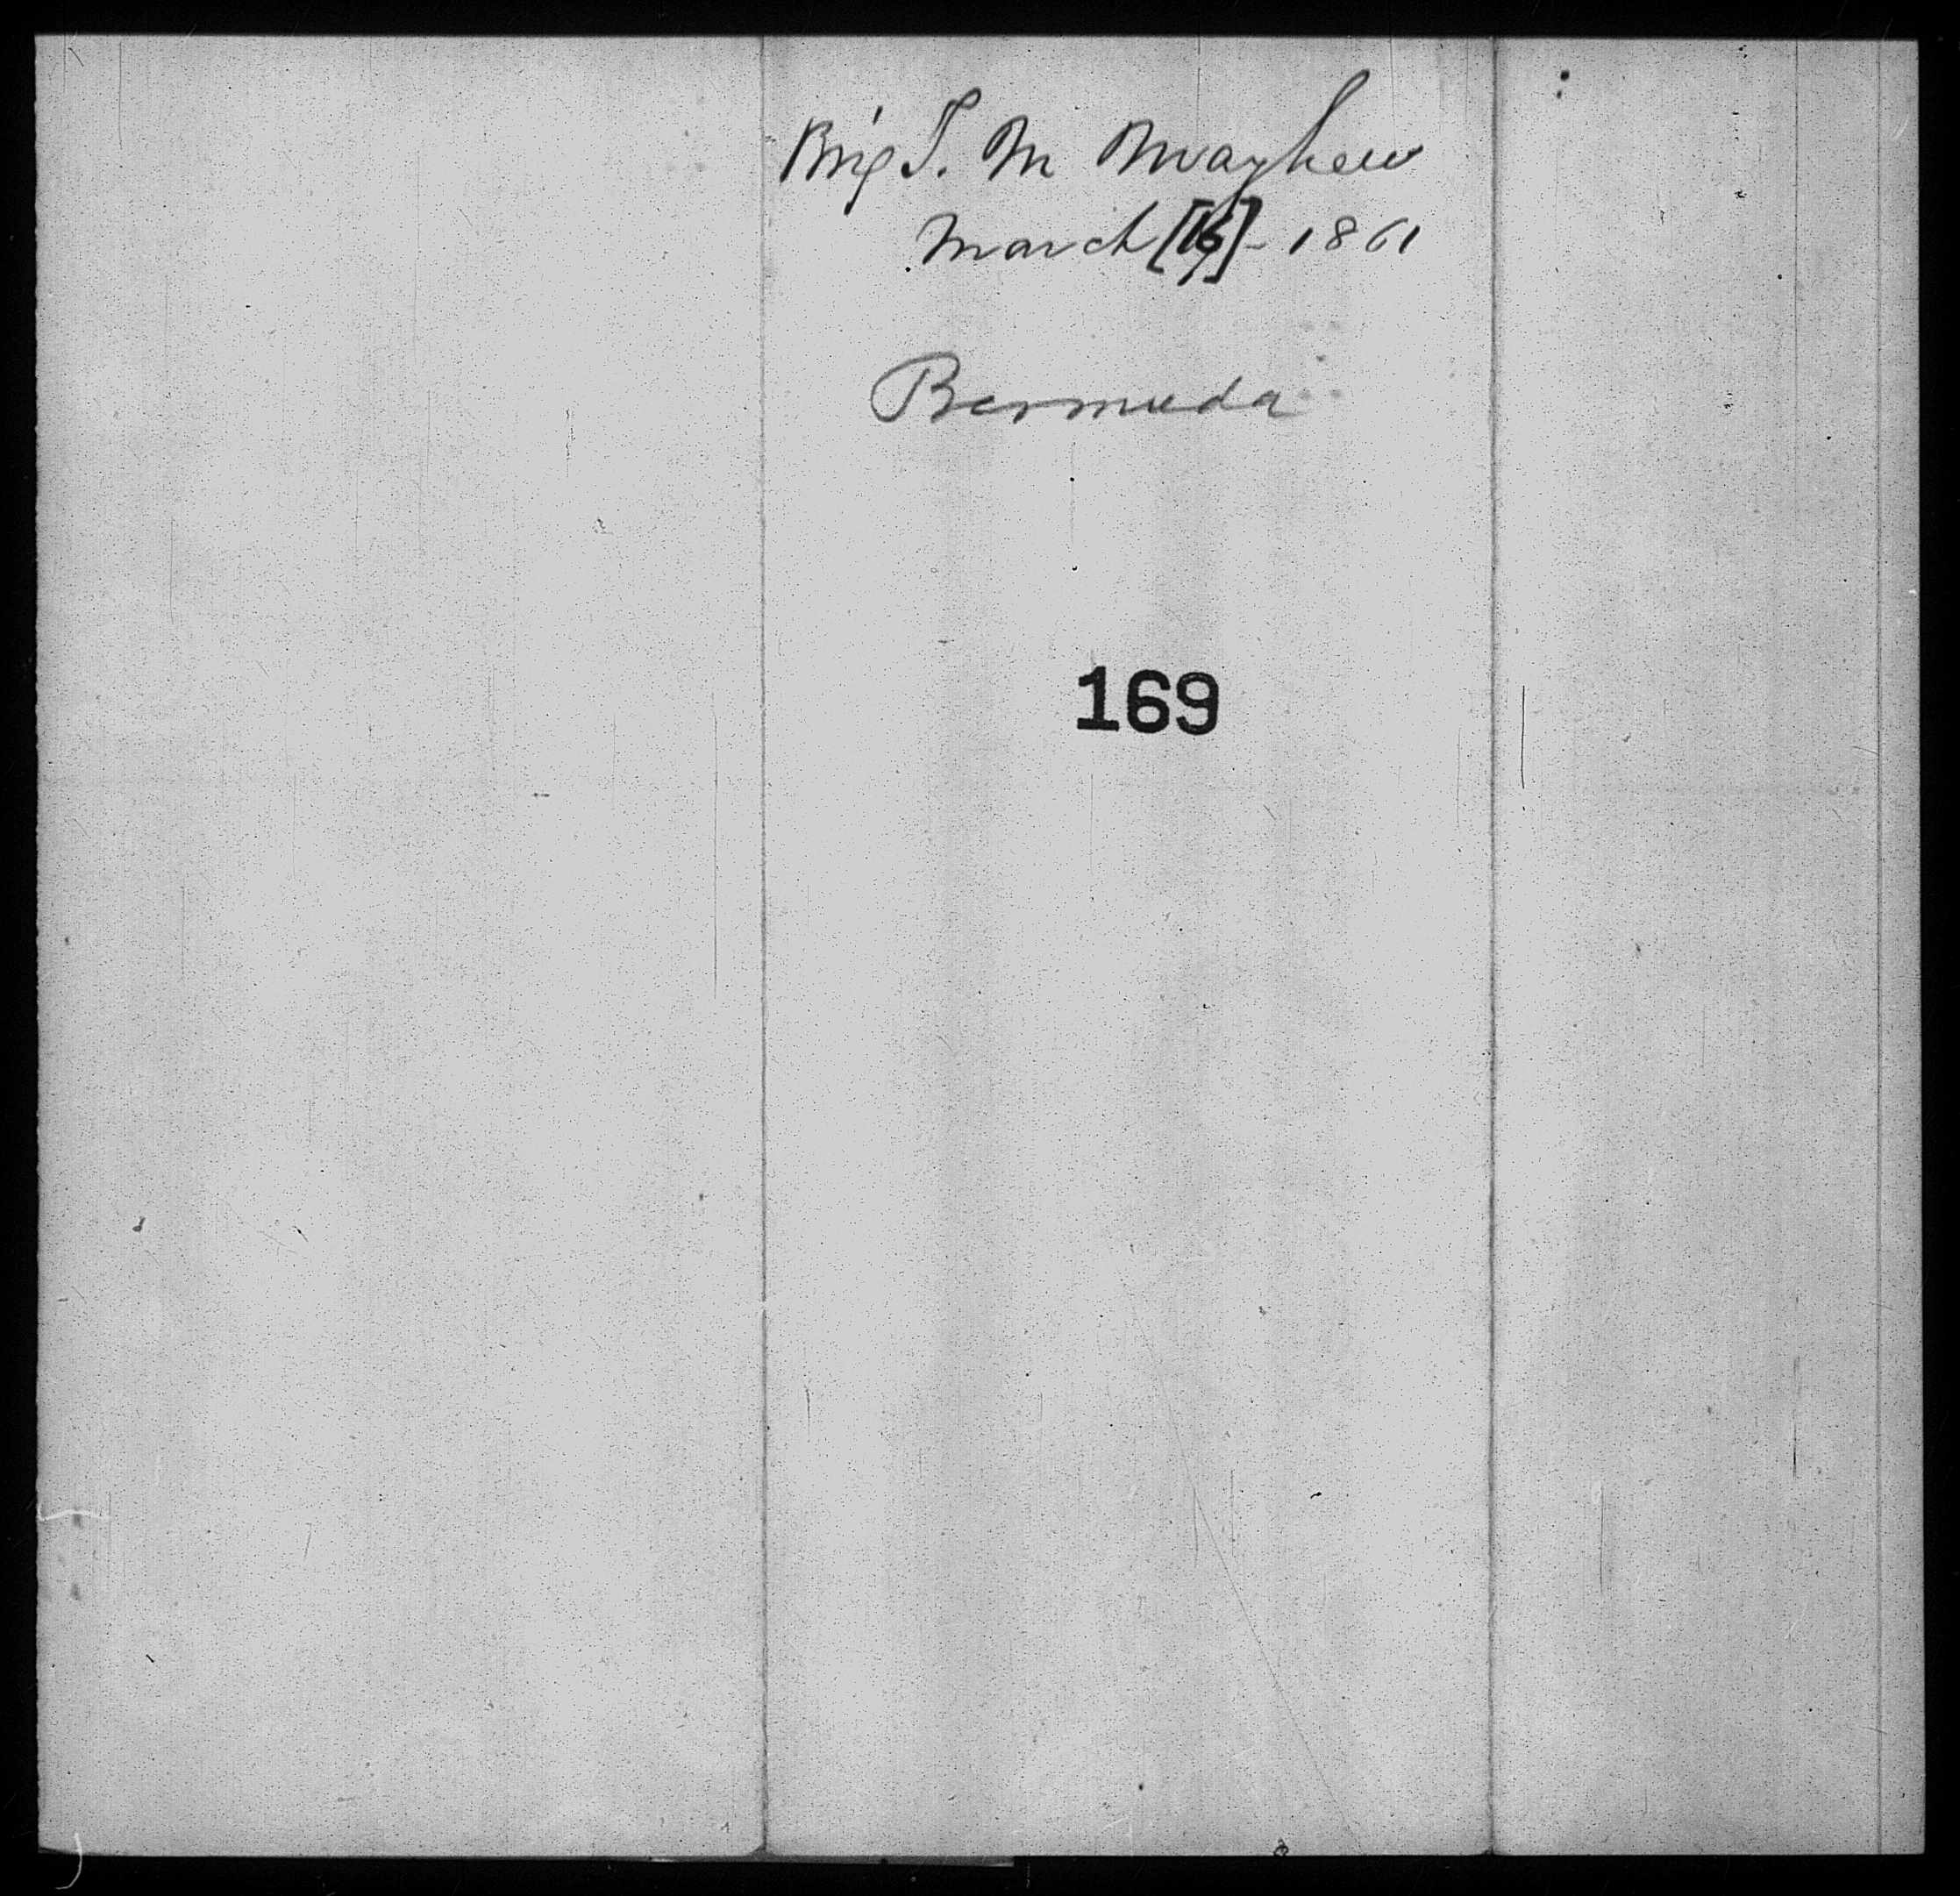 Brig T. M Mayhew
March [16] - 1861
Bermuda
169